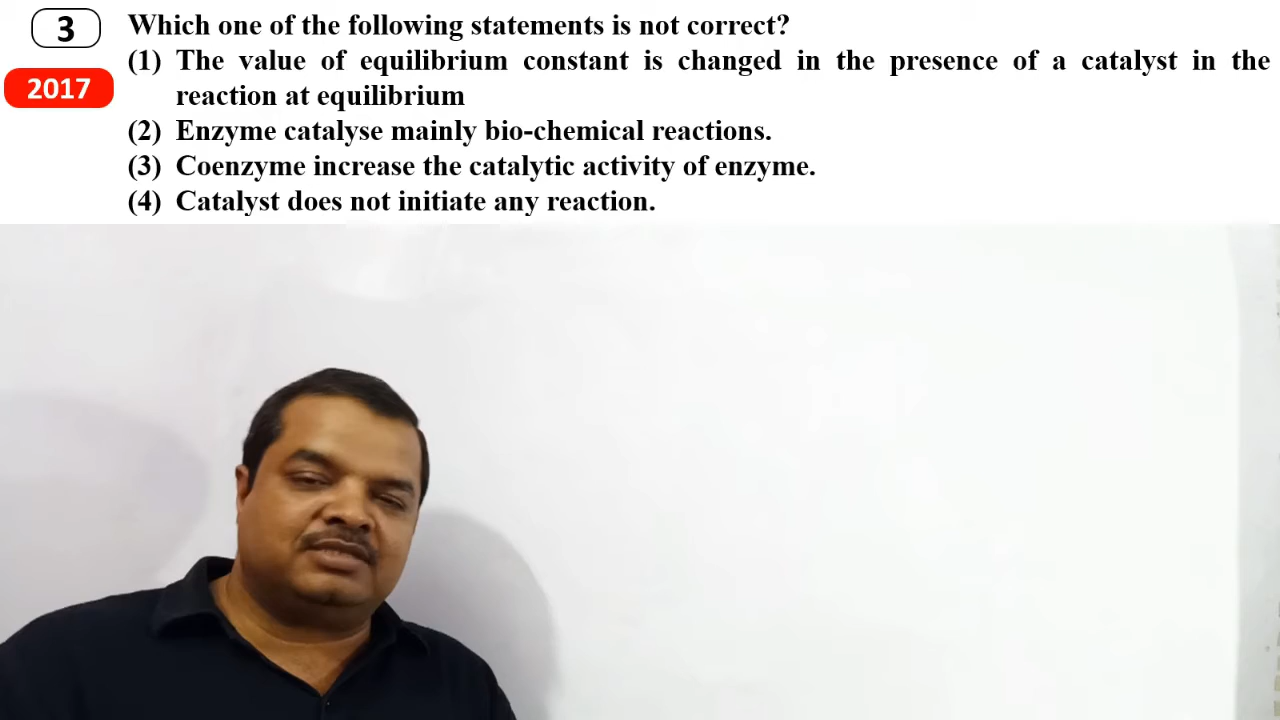 3 Which one of the following statements is not correct?
(1) The value of equilibrium constant is changed in the presence of a catalyst in the
2017 reaction at equilibrium
(2) Enzyme catalyse mainly bio-chemical reactions.
(3) Coenzyme increase the catalytic activity of enzyme.
(4) Catalyst does not initiate any reaction.